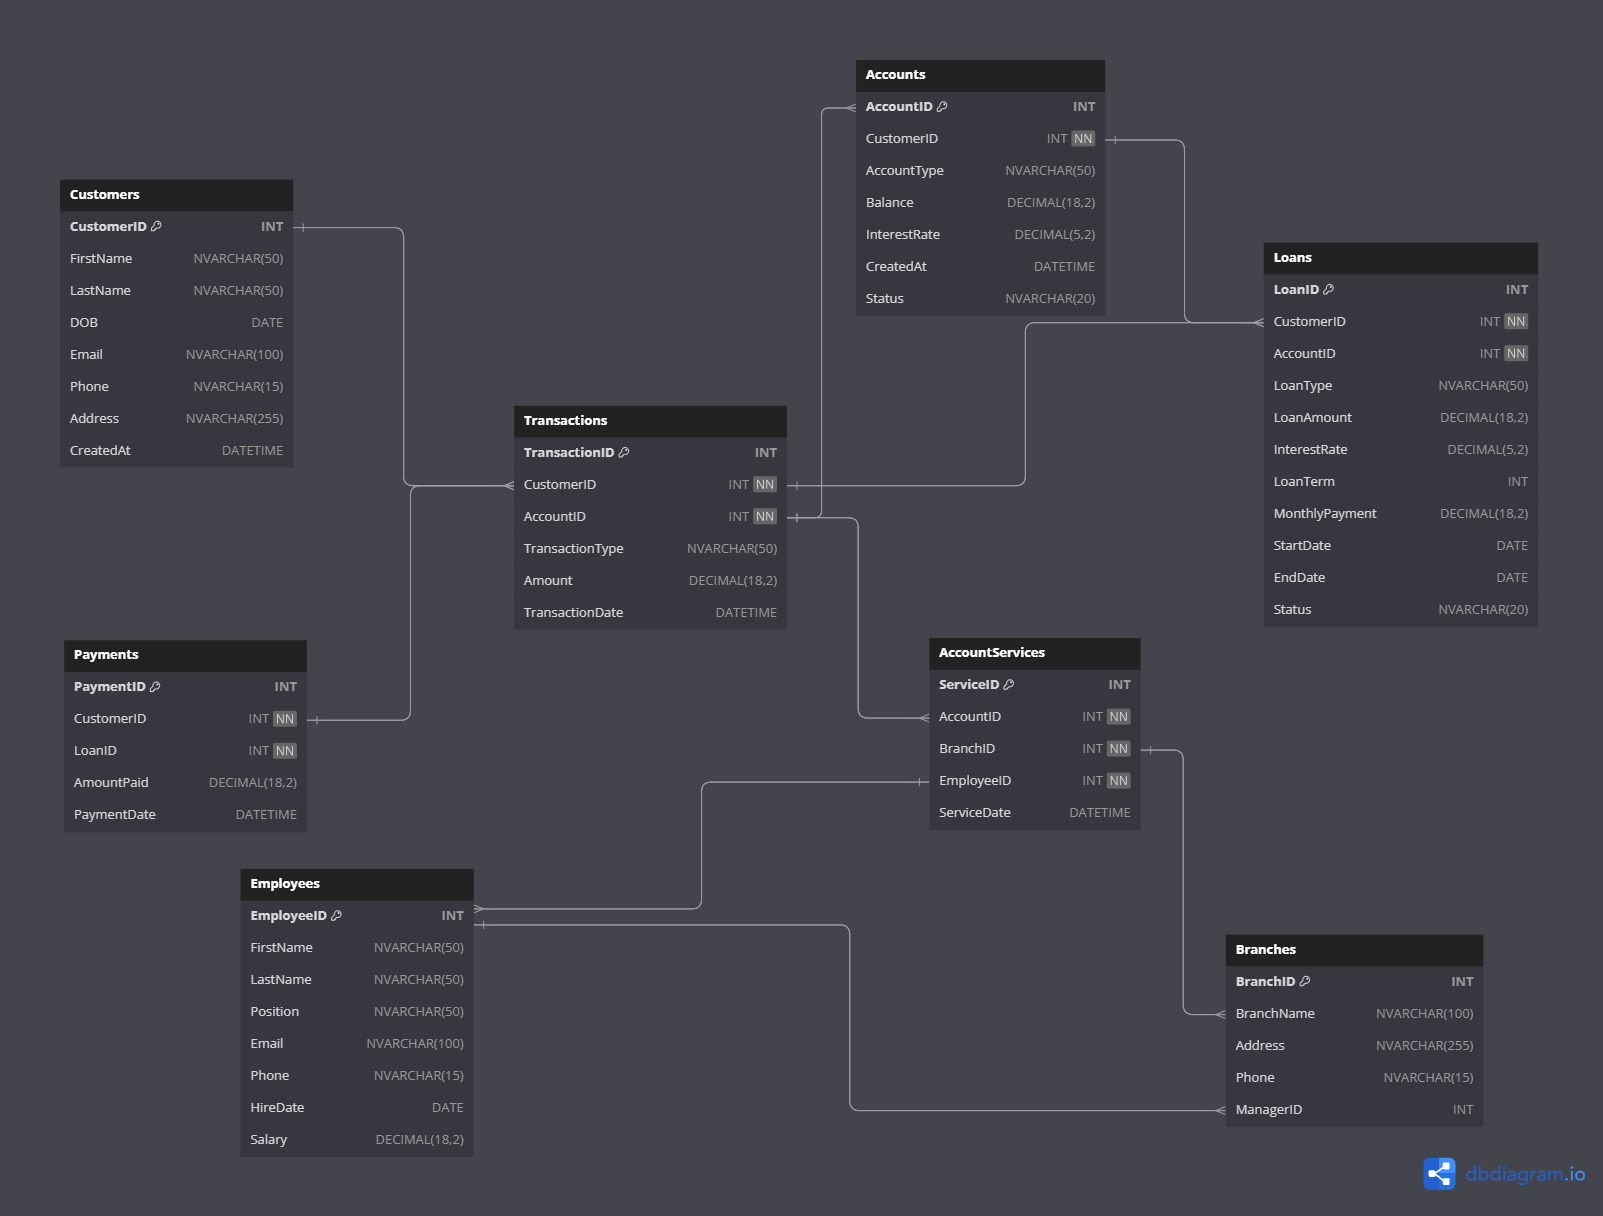 Accounts
AccountID INT
CustomerID INT NN
AccountType NVARCHAR(50)
Balance DECIMAL(18,2)
InterestRate DECIMAL(5,2)
CreatedAt DATETIME
Status NVARCHAR(20)
Customers
CustomerID INT
FirstName NVARCHAR(50)
LastName NVARCHAR(50)
DOB DATE
Email NVARCHAR(100)
Phone NVARCHAR(15)
Address NVARCHAR(255)
CreatedAt DATETIME
Loans
LoanID INT
CustomerID INT NN
AccountID INT NN
LoanType NVARCHAR(50)
LoanAmount DECIMAL(18,2)
InterestRate DECIMAL(5,2)
LoanTerm INT
MonthlyPayment DECIMAL(18,2)
StartDate DATE
EndDate DATE
Status NVARCHAR(20)
Transactions
TransactionID INT
CustomerID INT NN
AccountID INT NN
TransactionType NVARCHAR(50)
Amount DECIMAL(18,2)
TransactionDate DATETIME
Payments
PaymentID INT
CustomerID INT NN
LoanID INT NN
AmountPaid DECIMAL(18,2)
PaymentDate DATETIME
AccountServices
ServiceID INT
AccountID INT NN
BranchID INT NN
EmployeeID INT NN
ServiceDate DATETIME
Employees
EmployeeID INT
FirstName NVARCHAR(50)
LastName NVARCHAR(50)
Position NVARCHAR(50)
Email NVARCHAR(100)
Phone NVARCHAR(15)
HireDate DATE
Salary DECIMAL(18,2)
Branches
BranchID INT
BranchName NVARCHAR(100)
Address NVARCHAR(255)
Phone NVARCHAR(15)
ManagerID INT
dbdiagram.io